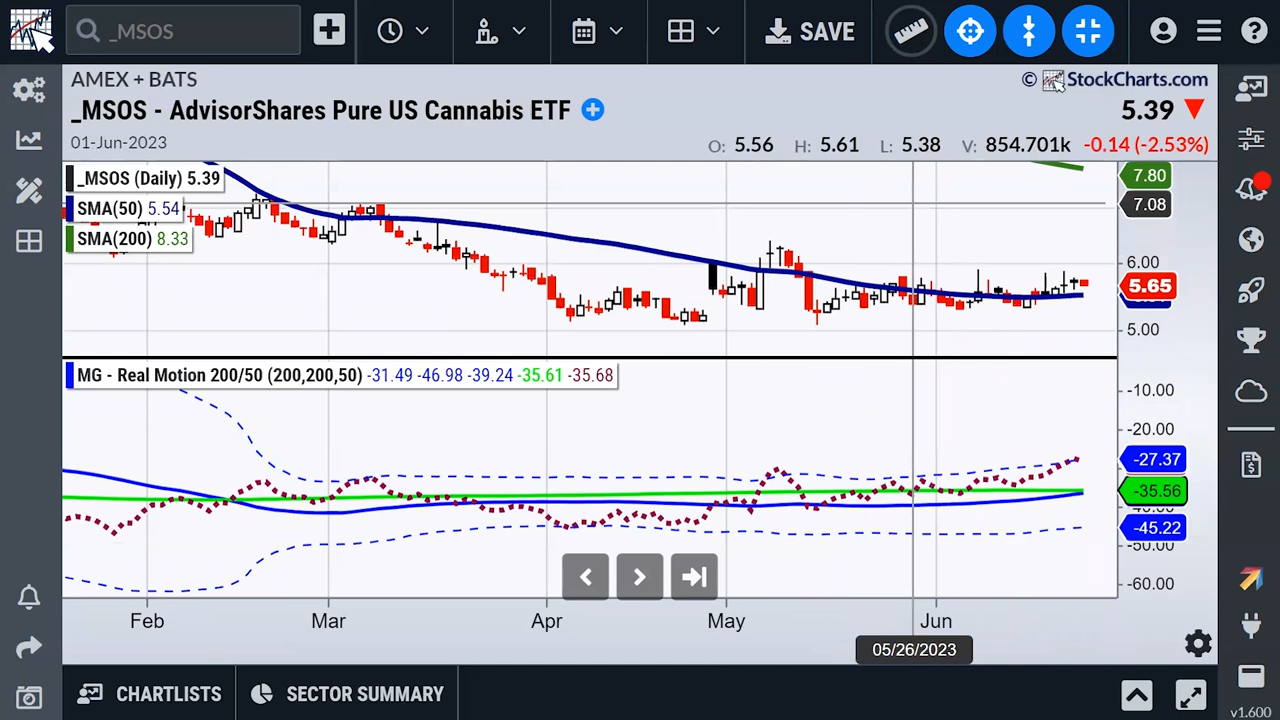 _MSOS
SAVE
AMEX + BATS
© StockCharts.com
_MSOS - AdvisorShares Pure US Cannabis ETF
5.39
01-Jun-2023
O: 5.56 H: 5.61 L: 5.38 V: 854.701k -0.14 (-2.53%)
_MSOS (Daily) 5.39
SMA(50) 5.54
SMA(200) 8.33
7.80
7.08
6.00
5.65
5.00
MG - Real Motion 200/50 (200,200,50) -31.49 -46.98 -39.24 -35.61 -35.68
-10.00
-20.00
-27.37
-35.56
-45.22
-50.00
-60.00
Feb Mar Apr May Jun
05/26/2023
CHARTLISTS
SECTOR SUMMARY
v1.600